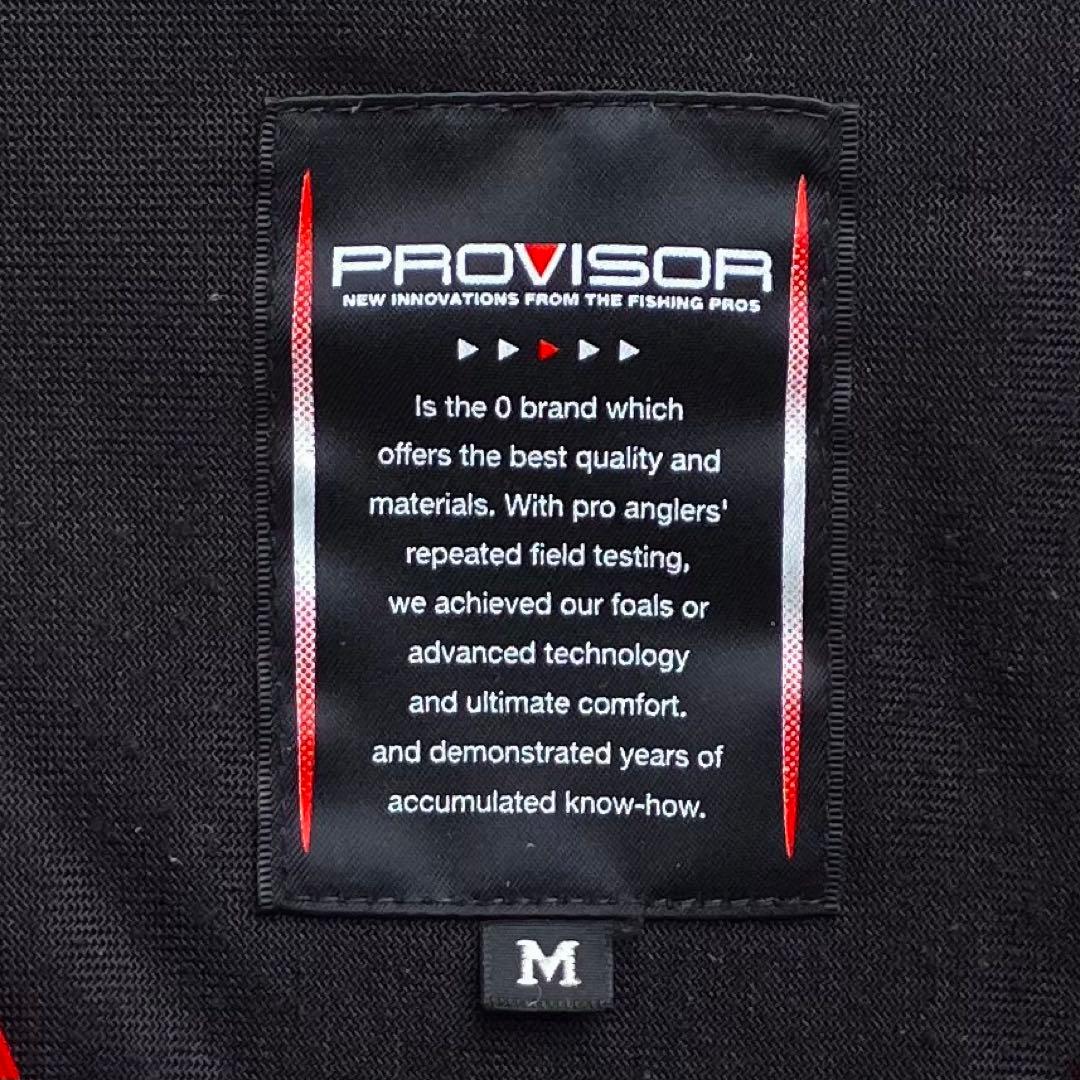 PROVISOR
NEW INNOVATIONS FROM THE FISHING PROS
Is the 0 brand which
offers the best quality and
materials. With pro anglers'
repeated field testing,
we achieved our foals or
advanced technology
and ultimate comfort.
and demonstrated years of
accumulated know-how.
M